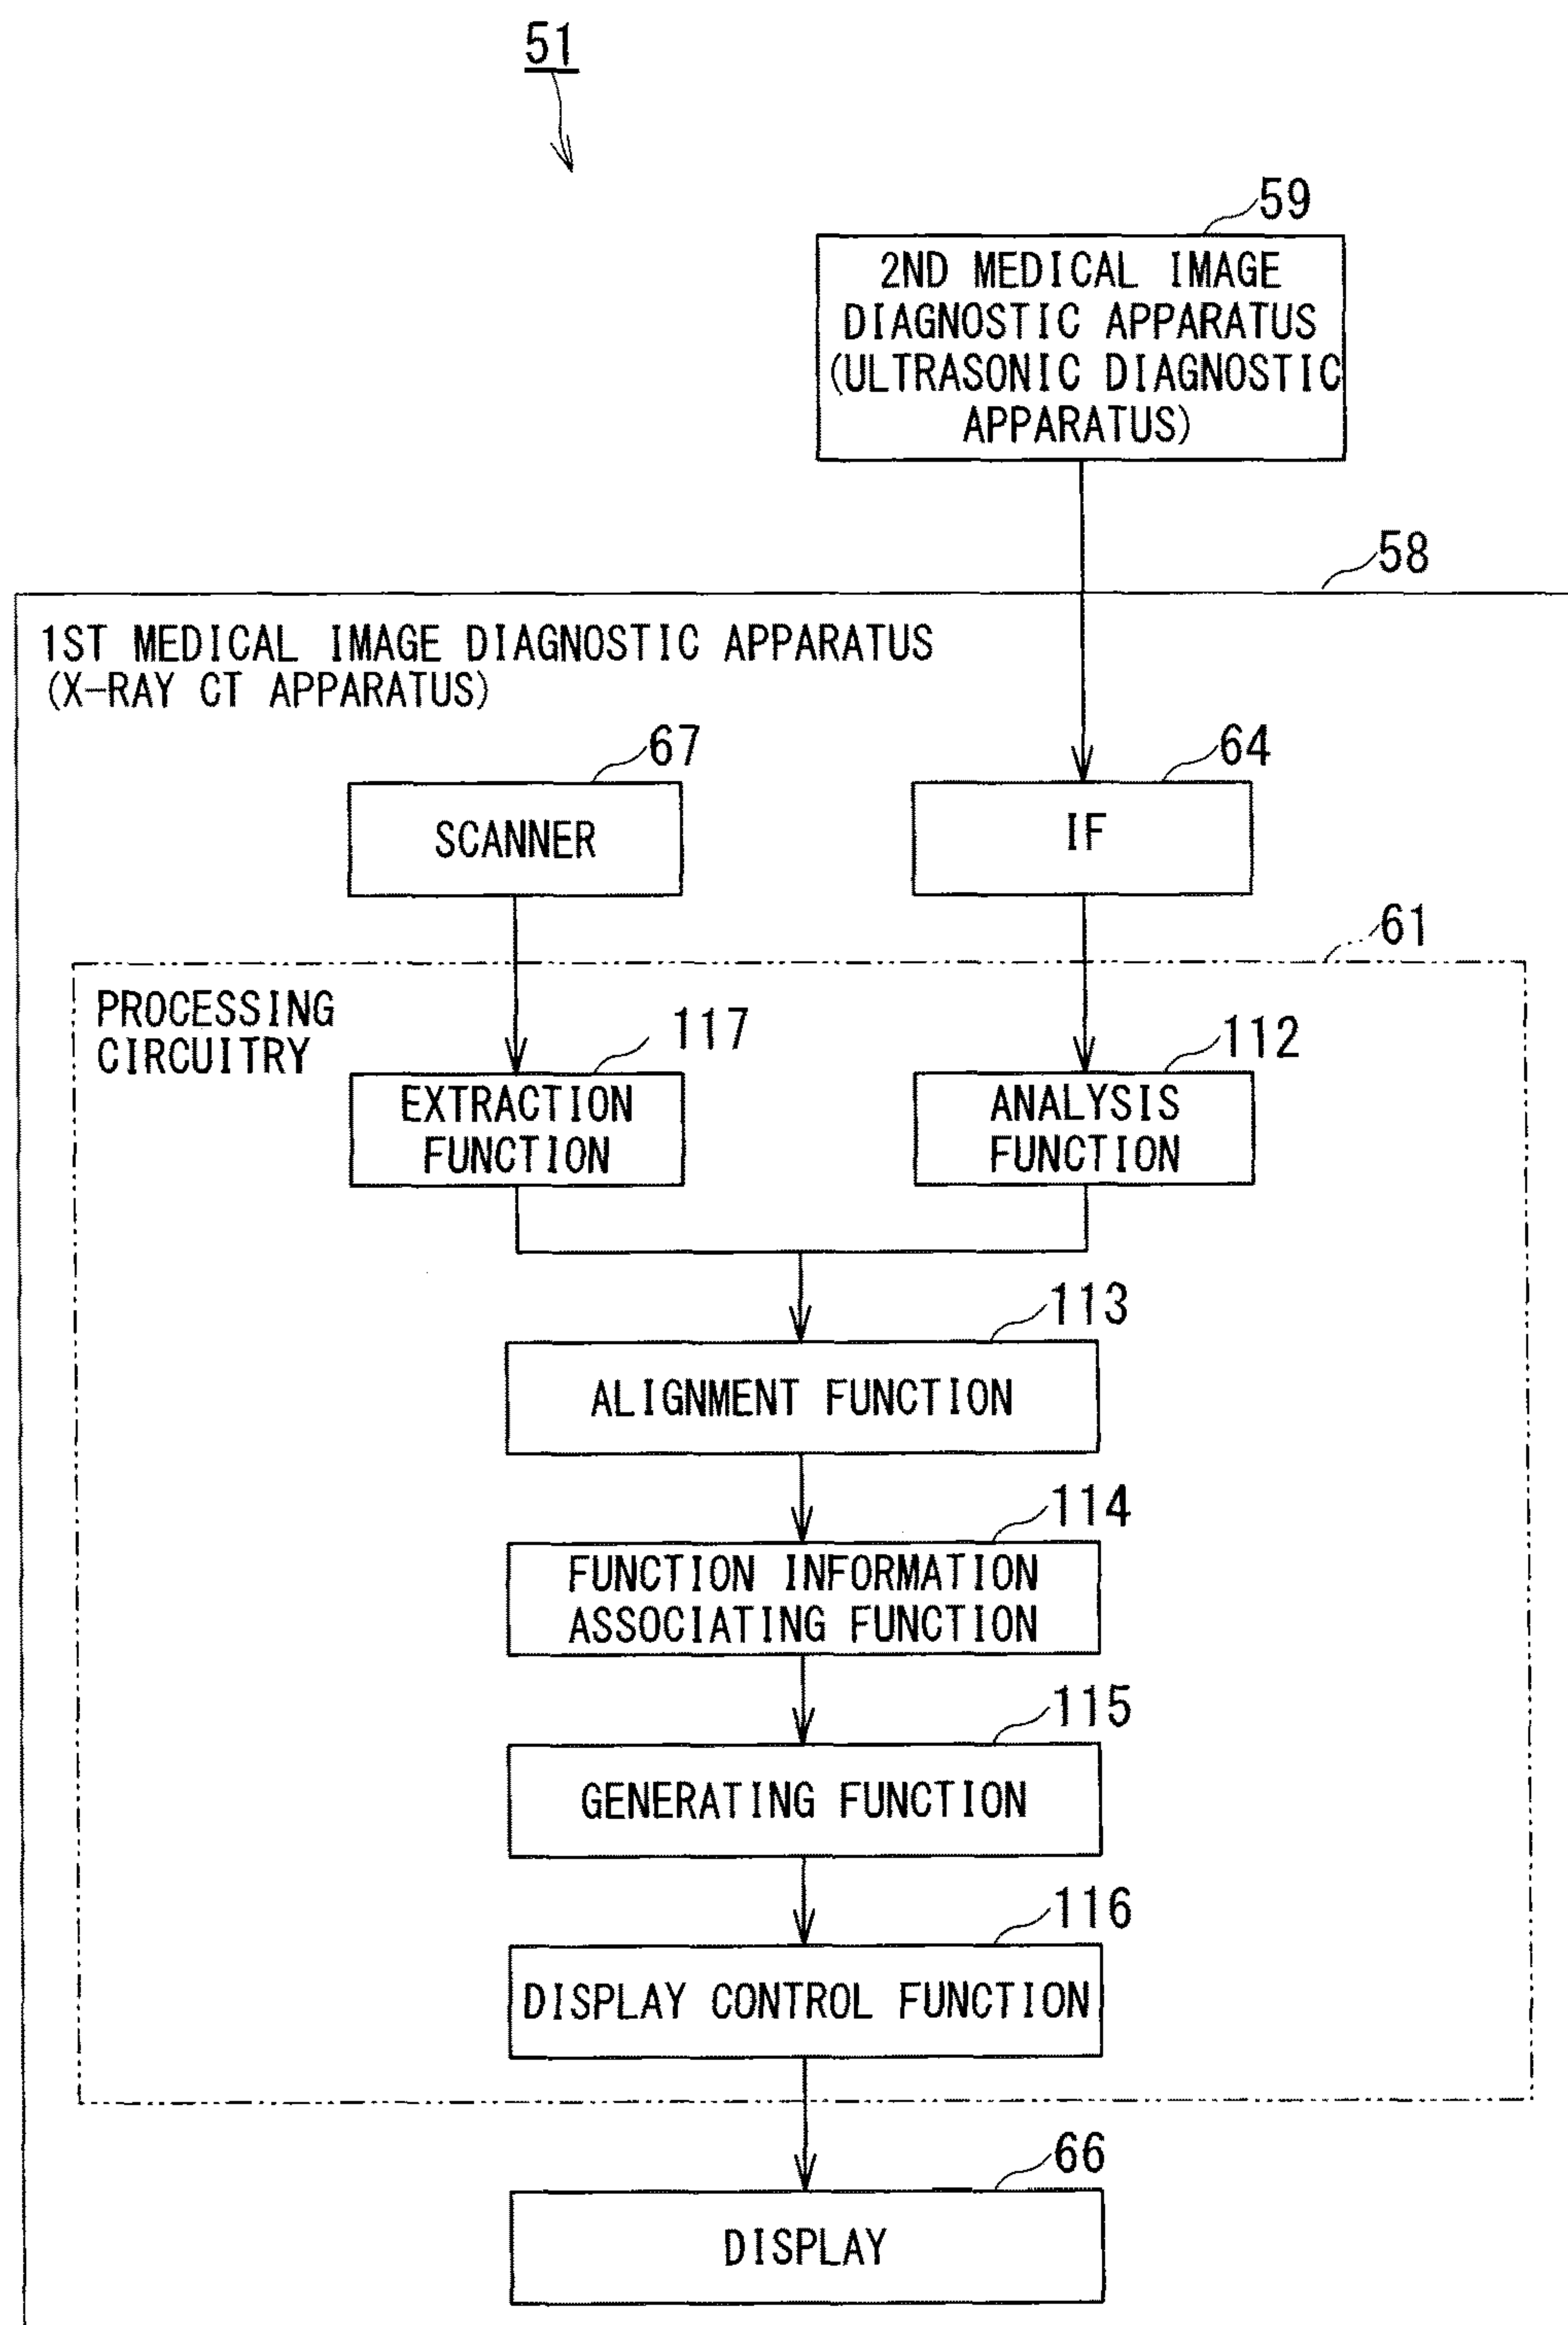 51
59
2ND MEDICAL IMAGE
DIAGNOSTIC APPARATUS
(ULTRASONIC DIAGNOSTIC
APPARATUS)
58
1ST MEDICAL IMAGE DIAGNOSTIC APPARATUS
(X-RAY CT APPARATUS)
67
SCANNER
64
IF
61
PROCESSING
CIRCUITRY
117
EXTRACTION
FUNCTION
112
ANALYSIS
FUNCTION
113
ALIGNMENT FUNCTION
114
FUNCTION INFORMATION
ASSOCIATING FUNCTION
115
GENERATING FUNCTION
116
DISPLAY CONTROL FUNCTION
66
DISPLAY